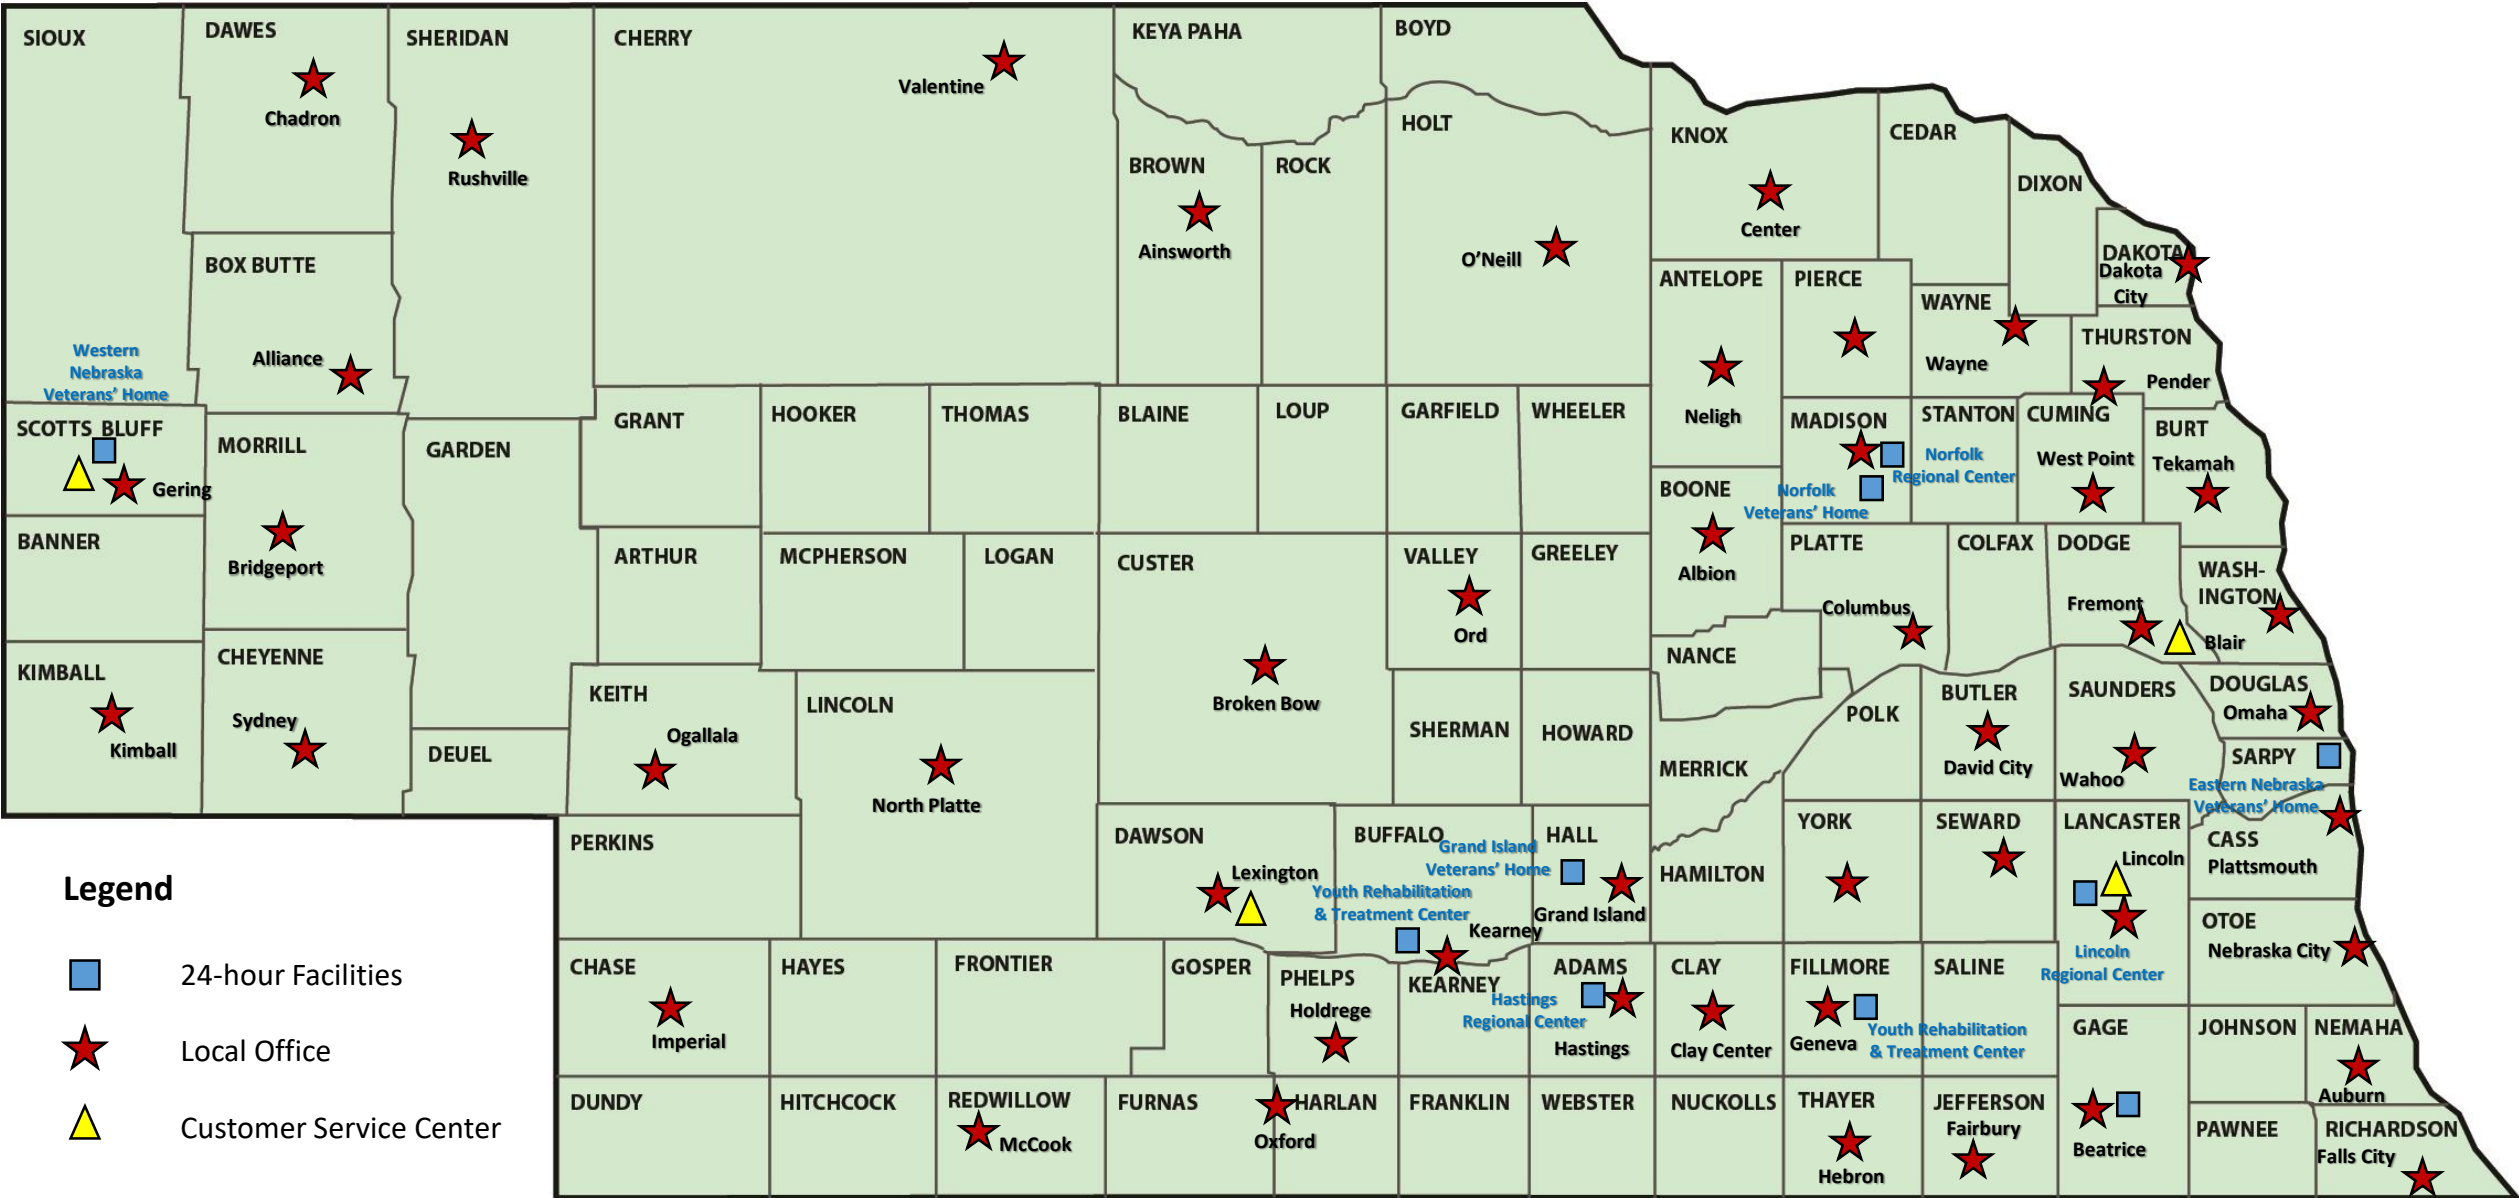 SIOUX
DAWES
Chadron
SHERIDAN
Rushville
CHERRY
Valentine
KEYA PAHA
BOYD
HOLT
O'Neill
BROWN
Ainsworth
ROCK
KNOX
Center
CEDAR
DIXON
DAKOTA
Dakota
City
BOX BUTTE
Alliance
Western
Nebraska
Veterans' Home
ANTELOPE
Neligh
PIERCE
WAYNE
Wayne
THURSTON
Pender
SCOTTS BLUFF
Gering
MORRILL
Bridgeport
GARDEN
GRANT
HOOKER
THOMAS
BLAINE
LOUP
GARFIELD
WHEELER
MADISON
Norfolk
Regional Center
Norfolk
Veterans' Home
STANTON
CUMING
West Point
BURT
Tekamah
BOONE
Albion
BANNER
ARTHUR
MCPHERSON
LOGAN
CUSTER
Broken Bow
VALLEY
Ord
GREELEY
PLATTE
Columbus
COLFAX
DODGE
Fremont
WASH-
INGTON
Blair
KIMBALL
Kimball
CHEYENNE
Sydney
DEUEL
KEITH
Ogallala
LINCOLN
North Platte
SHERMAN
HOWARD
NANCE
MERRICK
POLK
BUTLER
David City
SAUNDERS
Wahoo
DOUGLAS
Omaha
SARPY
Eastern Nebraska
Veterans' Home
PERKINS
DAWSON
Lexington
BUFFALO
Grand Island
Veterans' Home
Youth Rehabilitation
& Treatment Center
Kearney
HALL
Grand Island
HAMILTON
YORK
SEWARD
LANCASTER
Lincoln
Lincoln
Regional Center
CASS
Plattsmouth
OTOE
Nebraska City
CHASE
Imperial
HAYES
FRONTIER
GOSPER
PHELPS
Holdrege
KEARNEY
ADAMS
Hastings
Regional Center
Hastings
CLAY
Clay Center
FILLMORE
Geneva
Youth Rehabilitation
& Treatment Center
SALINE
GAGE
Beatrice
JOHNSON
NEMAHA
Auburn
DUNDY
HITCHCOCK
REDWILLOW
McCook
FURNAS
HARLAN
Oxford
FRANKLIN
WEBSTER
NUCKOLLS
THAYER
Hebron
JEFFERSON
Fairbury
PAWNEE
RICHARDSON
Falls City
Legend
24-hour Facilities
Local Office
Customer Service Center